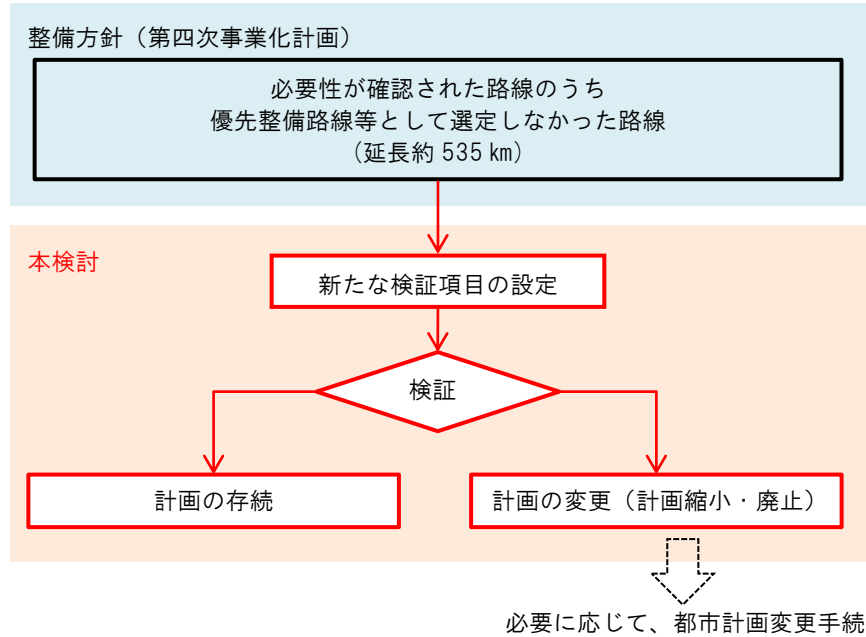 整備方針（第四次事業化計画）
必要性が確認された路線のうち
優先整備路線等として選定しなかった路線
（延長約 535 km）
本検討
新たな検証項目の設定
検証
計画の存続
計画の変更（計画縮小・廃止）
必要に応じて、都市計画変更手続